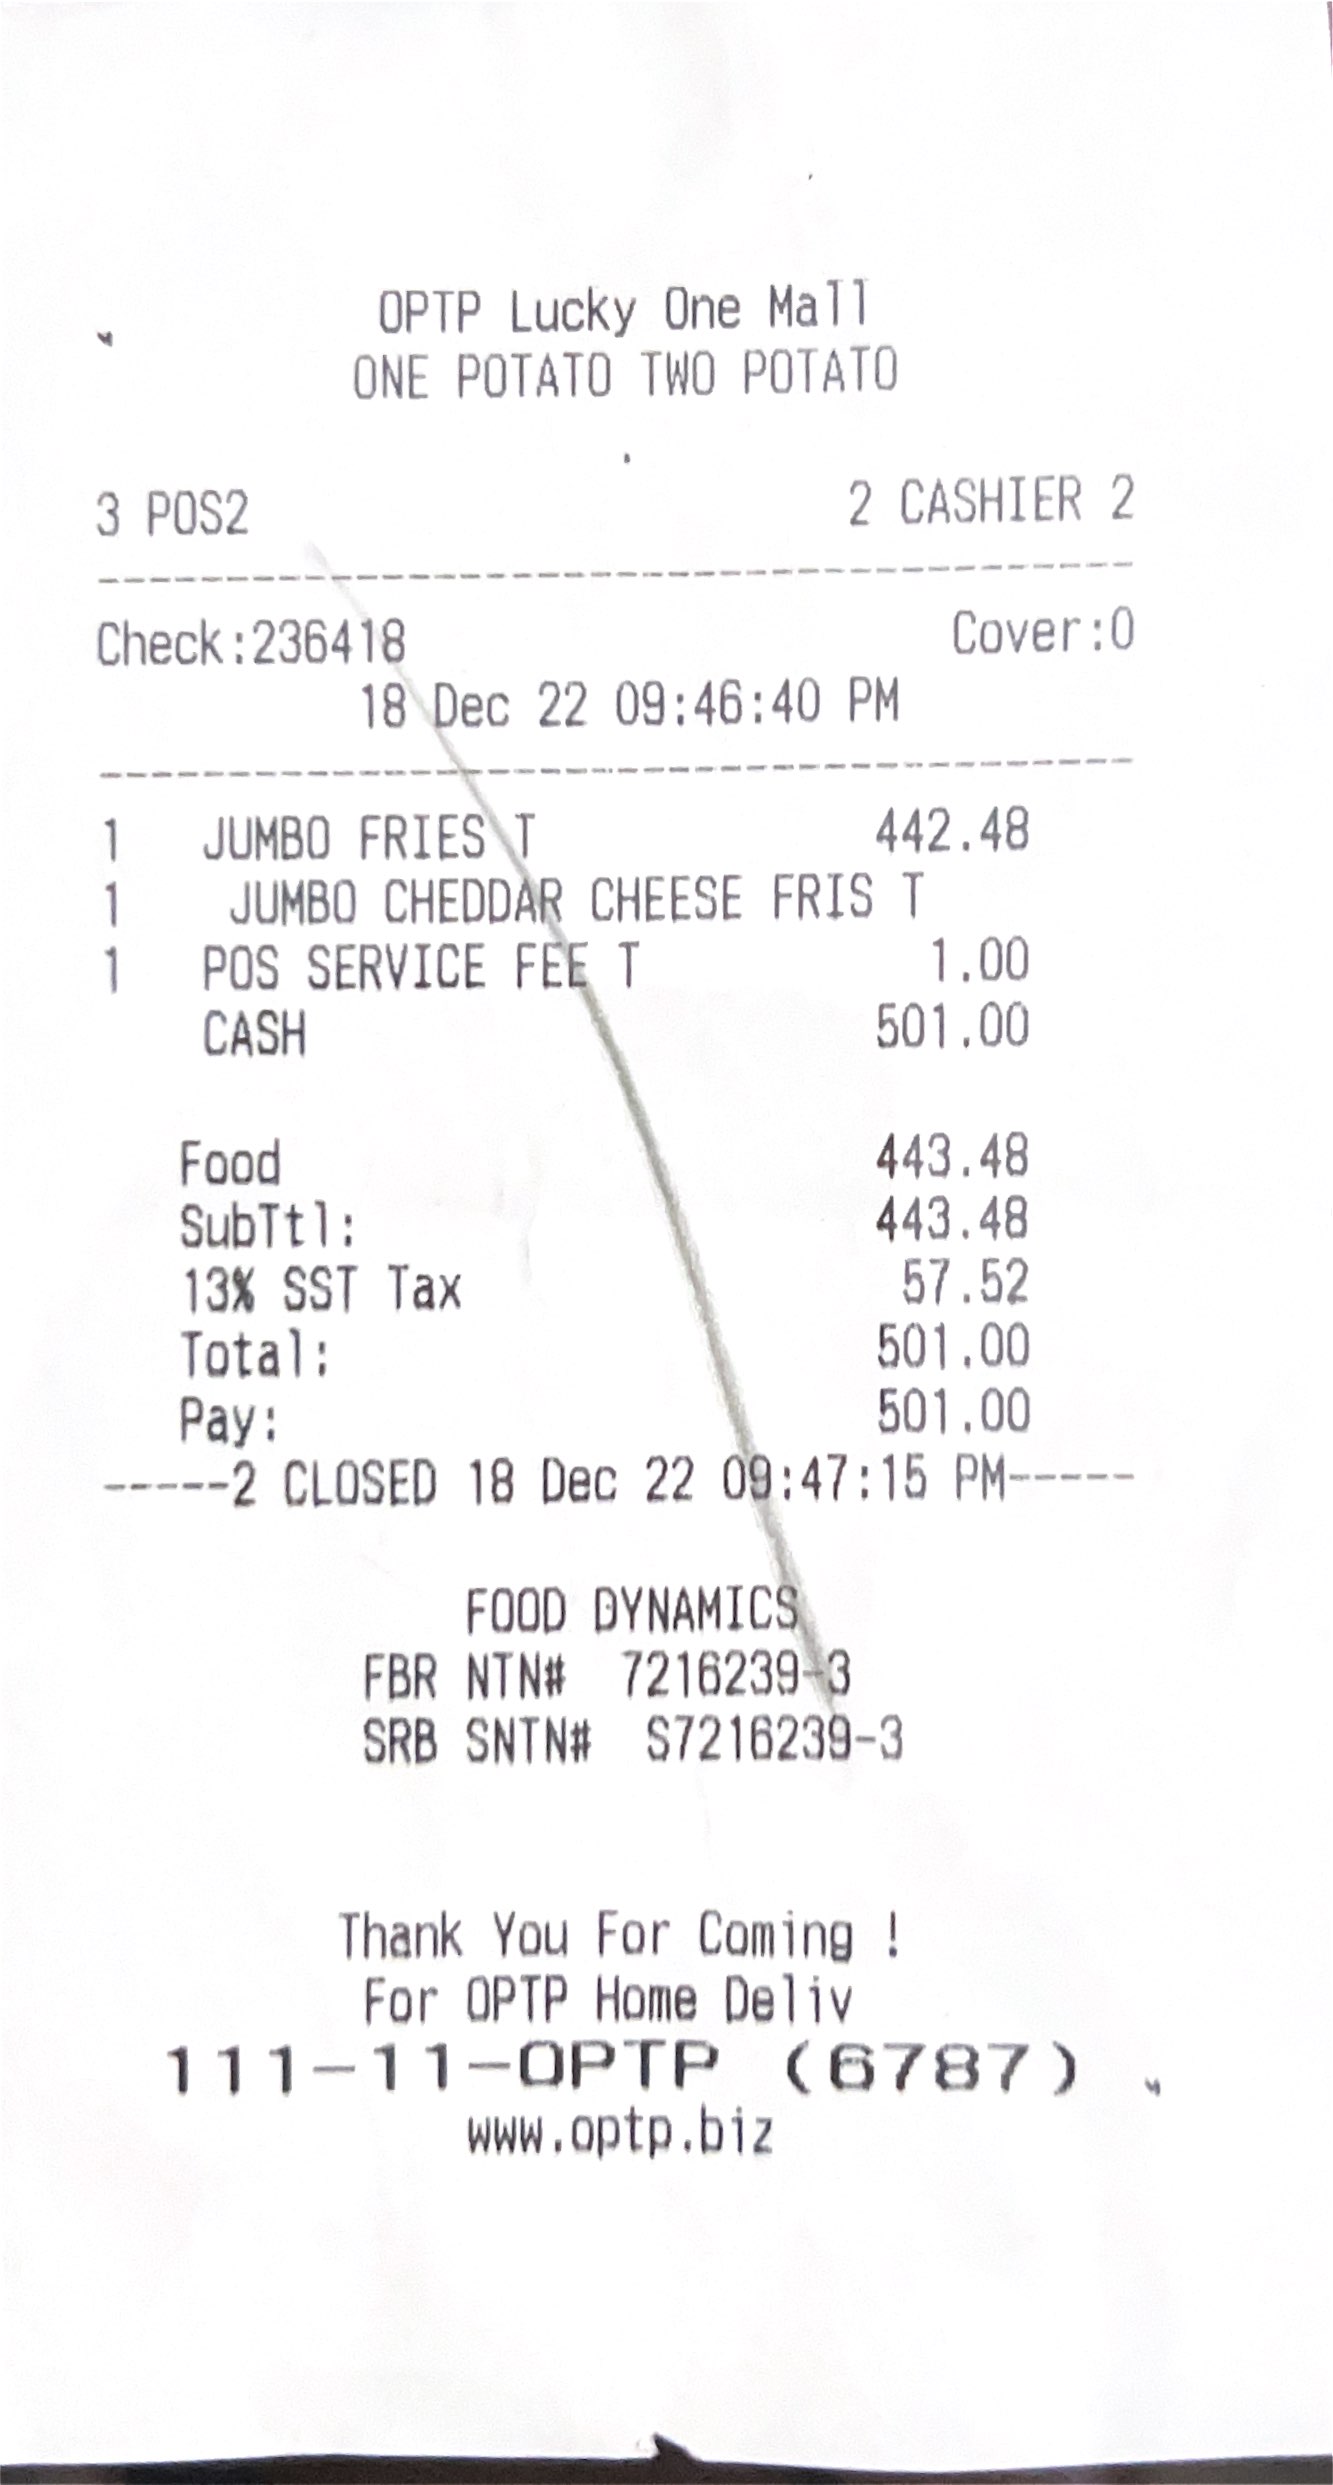 OPTP Lucky One Mall
ONE POTATO TWO POTATO
3 POS2 2 CASHIER 2
Check:236418 Cover:0
18 Dec 22 09:46:40 PM
1 JUMBO FRIES T 442.48
1 JUMBO CHEDDAR CHEESE FRIS T
1 POS SERVICE FEE T 1.00
CASH 501.00
Food 443.48
SubTtl: 443.48
13% SST Tax 57.52
Total: 501.00
Pay: 501.00
-----2 CLOSED 18 Dec 22 09:47:15 PM-----
FOOD DYNAMICS
FBR NTN# 7216239-3
SRB SNTN# S7216239-3
Thank You For Coming !
For OPTP Home Deliv
111-11-OPTP (6787)
www.optp.biz